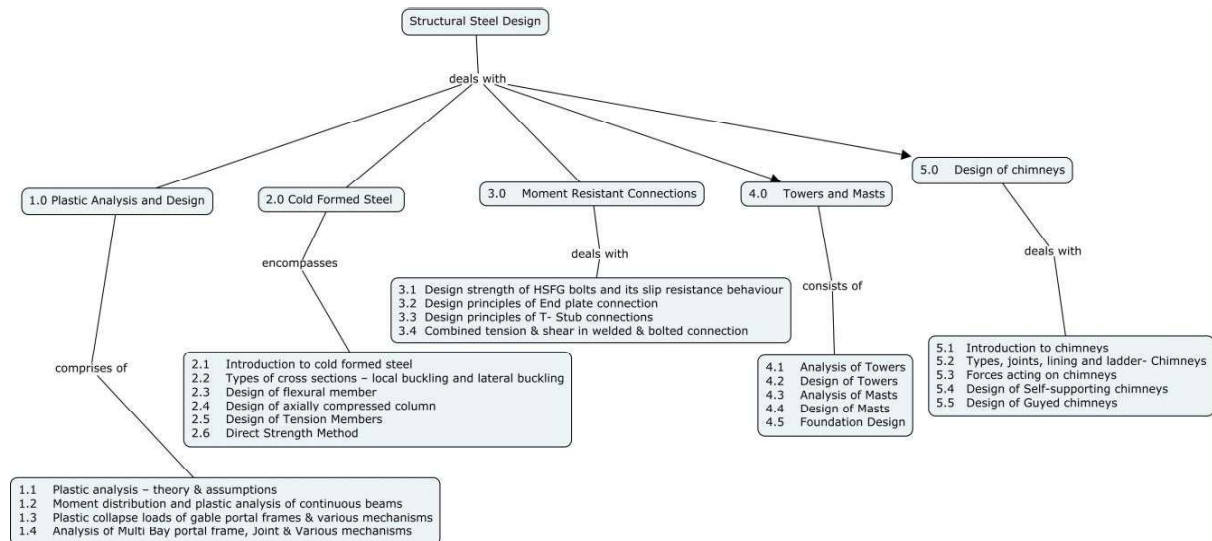 Structural Steel Design
deals with
5.0 Design of chimneys
1.0 Plastic Analysis and Design
2.0 Cold Formed Steel
3.0 Moment Resistant Connections
4.0 Towers and Masts
encompasses
deals with
consists of
deals with
3.1 Design strength of HSFG bolts and its slip resistance behaviour
3.2 Design principles of End plate connection
3.3 Design principles of T- Stub connections
3.4 Combined tension & shear in welded & bolted connection
comprises of
2.1 Introduction to cold formed steel
2.2 Types of cross sections – local buckling and lateral buckling
2.3 Design of flexural member
2.4 Design of axially compressed column
2.5 Design of Tension Members
2.6 Direct Strength Method
4.1 Analysis of Towers
4.2 Design of Towers
4.3 Analysis of Masts
4.4 Design of Masts
4.5 Foundation Design
5.1 Introduction to chimneys
5.2 Types, joints, lining and ladder- Chimneys
5.3 Forces acting on chimneys
5.4 Design of Self-supporting chimneys
5.5 Design of Guyed chimneys
1.1 Plastic analysis – theory & assumptions
1.2 Moment distribution and plastic analysis of continuous beams
1.3 Plastic collapse loads of gable portal frames & various mechanisms
1.4 Analysis of Multi Bay portal frame, Joint & Various mechanisms